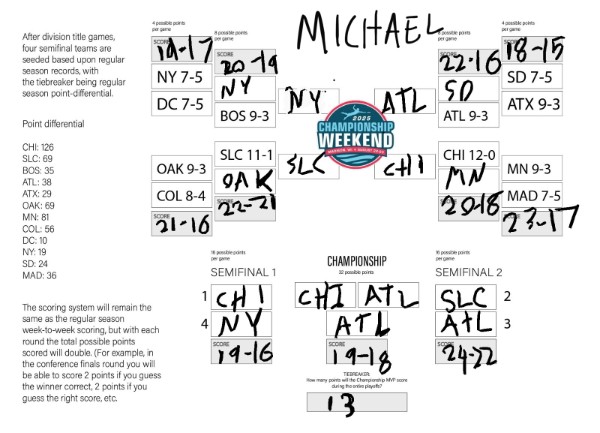 MICHAEL
After division title games,
four semifinal teams are
seeded based upon regular
season records, with
the tiebreaker being regular
season point-differential.
Point differential
CHI: 126
SLC: 69
BOS: 35
ATL: 38
ATX: 29
OAK: 69
MN: 81
COL: 56
DC: 10
NY: 19
SD: 24
MAD: 36
The scoring system will remain
the same as the regular season
week-to-week scoring, but with each
round the total possible points
scored will double. (For example, in
the conference finals round you will
be able to score 2 points if you guess
the winner correct, 2 points if you
guess the right score, etc.
4 possible points
per game
SCORE
19-17
NY 7-5
DC 7-5
8 possible points
per game
SCORE
20-19
NY
BOS 9-3
NY
OAK 9-3
COL 8-4
SCORE
21-16
SLC 11-1
OAK
SCORE
22-21
SLC
2025
CHAMPIONSHIP
WEEKEND
ATL
8 possible points
per game
SCORE
22-16
SD
ATL 9-3
4 possible points
per game
SCORE
18-15
SD 7-5
ATX 9-3
CHI
CHI 12-0
MN
SCORE
20-18
MN 9-3
MAD 7-5
SCORE
23-17
16 possible points
per game
SEMIFINAL 1
1 CHI
4 NY
SCORE
19-16
CHAMPIONSHIP
32 possible points
CHI ATL
ATL
SCORE
19-18
16 possible points
per game
SEMIFINAL 2
SLC 2
ATL 3
SCORE
24-22
TIEBREAKER:
How many points will the Championship MVP score
during the entire playoffs?
13